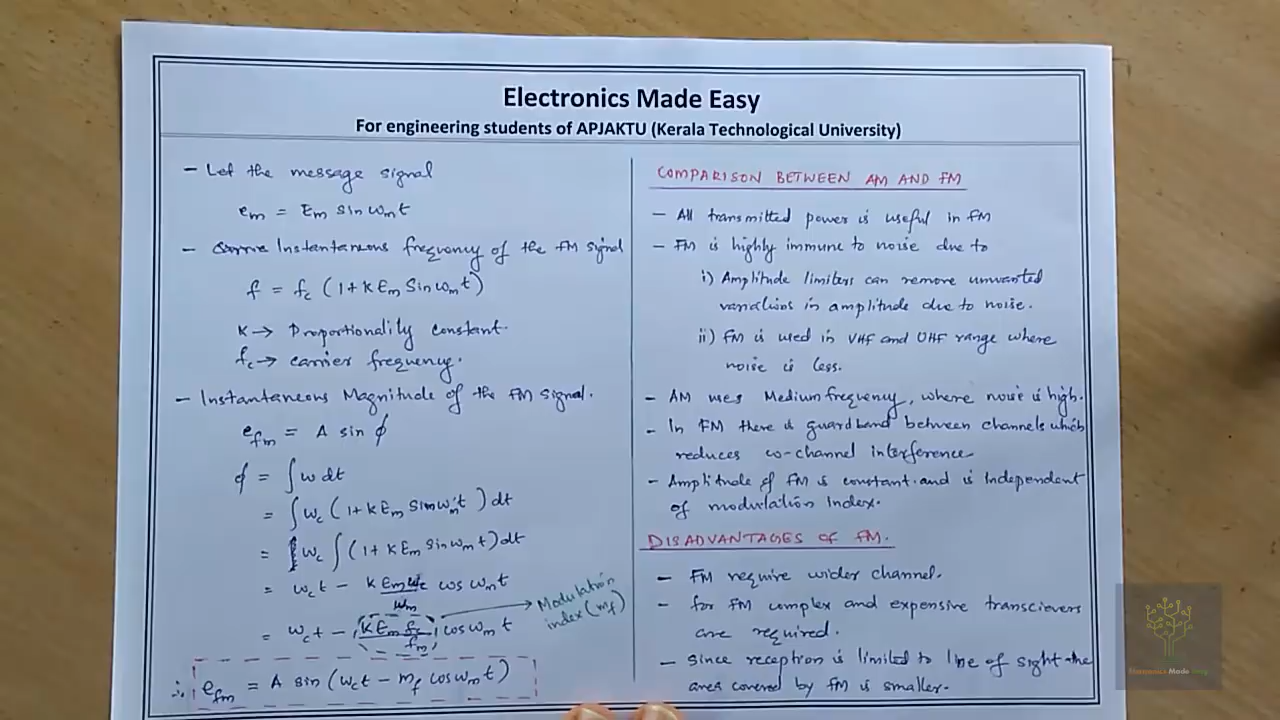 Electronics Made Easy
For engineering students of APJAKTU (Kerala Technological University)
- Let the message signal
em = Em sin ωmt
- Instantaneous frequency of the FM signal
f = fc (1 + K Em Sin ωmt)
K → Proportionality constant.
fc → carrier frequency.
- Instantaneous Magnitude of the FM signal.
efm = A sin ϕ
ϕ = ∫ω dt
= ∫ωc (1 + K Em Sin ωmt) dt
= ωc ∫(1 + K Em sin ωmt) dt
= ωct - K Em ωc/ωm cos ωmt
= ωct - (K Em fc/fm) cos ωmt → Modulation index (mf)
∴ efm = A sin (ωct - mf cos ωmt)
COMPARISON BETWEEN AM AND FM
- All transmitted power is useful in FM
- FM is highly immune to noise due to
i) Amplitude limiters can remove unwanted
variations in amplitude due to noise.
ii) FM is used in VHF and UHF range where
noise is less.
- AM uses Medium frequency, where noise is high.
- In FM there is guard band between channels which
reduces co-channel interference
- Amplitude of FM is constant and is Independent
of modulation Index.
DISADVANTAGES OF FM.
- FM require wider channel.
- for FM complex and expensive transcievers
are required.
- since reception is limited to line of sight the
area covered by FM is smaller.
Electronics Made Easy